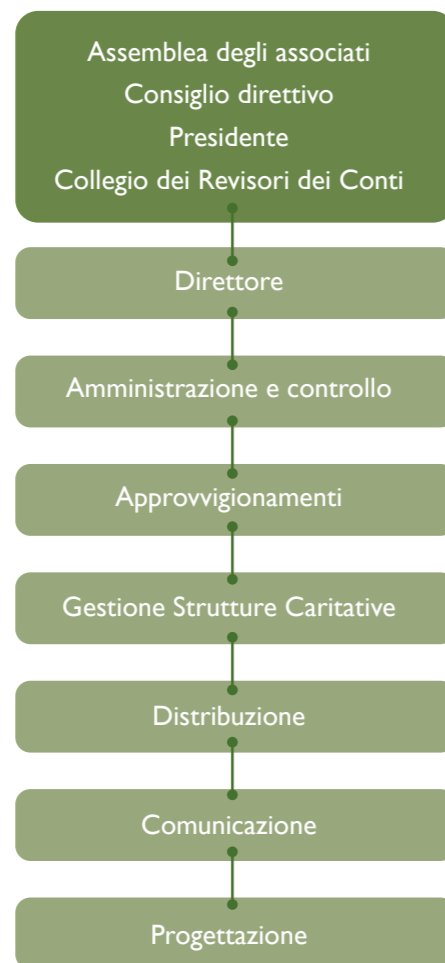 Assemblea degli associati
Consiglio direttivo
Presidente
Collegio dei Revisori dei Conti
Direttore
Amministrazione e controllo
Approvvigionamenti
Gestione Strutture Caritative
Distribuzione
Comunicazione
Progettazione